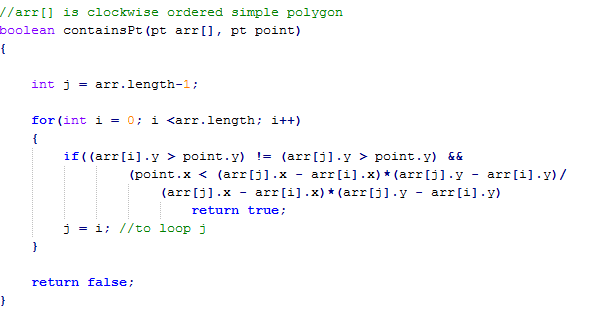 //arr[] is clockwise ordered simple polygon
boolean containsPt(pt arr[], pt point)
{
int j = arr.length-1;
for(int i = 0; i <arr.length; i++)
{
if((arr[i].y > point.y) != (arr[j].y > point.y) &&
(point.x < (arr[j].x - arr[i].x)*(arr[j].y - arr[i].y)/
(arr[j].x - arr[i].x)*(arr[j].y - arr[i].y)
return true;
j = i; //to loop j
}
return false;
}